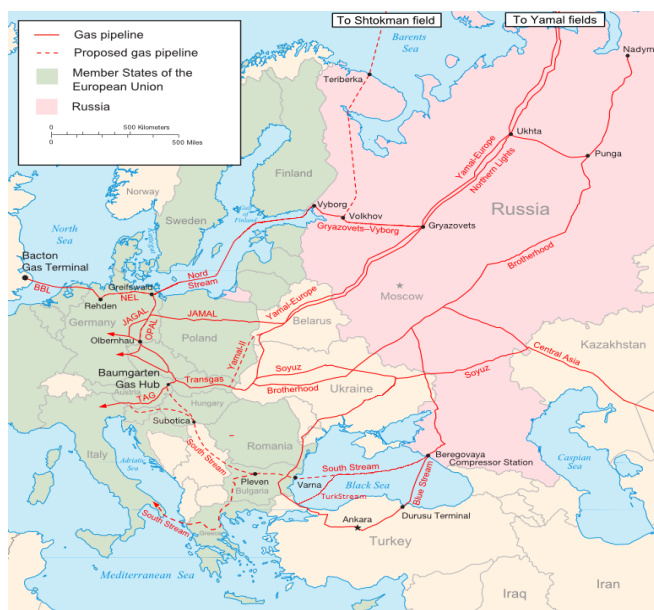 To Shtokman field
To Yamal fields
Gas pipeline
Proposed gas pipeline
Member States of the
European Union
Russia
0 500 Kilometers
0 500 Miles
Barents
Sea
Nadym
Teriberka
Ukhta
Punga
Yamal-Europe
Northern Lights
Finland
Norway
Sweden
Vyborg
Gulf
of
Finland
Volkhov
Gryazovets–Vyborg
Gryazovets
Russia
North
Sea
Bacton
Gas Terminal
BBL
Nord
Stream
Greifswald
NEL
Rehden
Brotherhood
Moscow
Yamal-Europe
Belarus
JAGAL
JAMAL
OPAL
Germany
Poland
Olbernhau
Yamal-II
Kazakhstan
Central Asia
Baumgarten
Gas Hub
Transgas
Soyuz
Brotherhood
Ukraine
Soyuz
Austria
TAG
Hungary
Subotica
Romania
Italy
Adriatic
Sea
South Stream
Beregovaya
Compressor Station
Caspian
Sea
Pleven
Bulgaria
Varna
South Stream
Black Sea
TurkStream
Blue Stream
South Stream
Greece
Ankara
Durusu Terminal
Turkey
Mediterranean Sea
Iraq
Iran